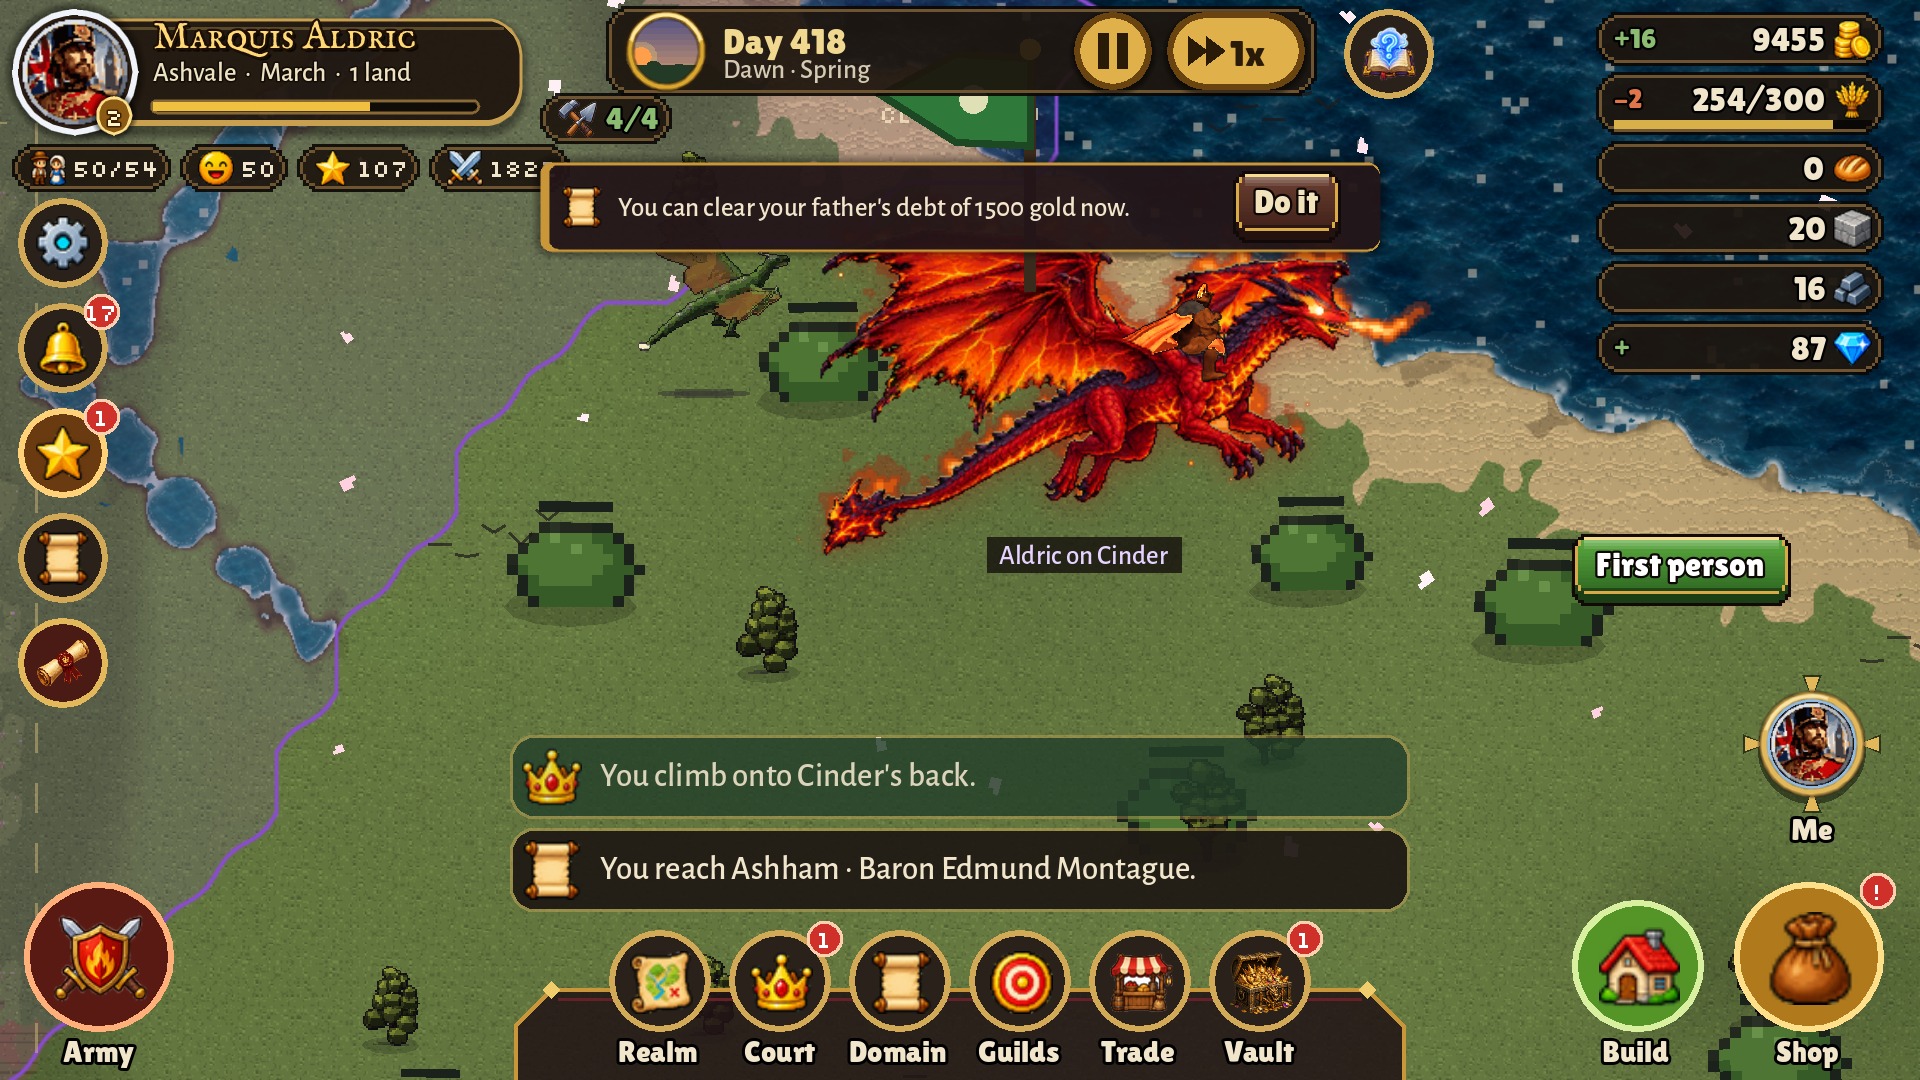 Marquis Aldric
Ashvale · March · 1 land
2
50/54
50
107
182
Day 418
Dawn · Spring
1x
4/4
+16 9455
-2 254/300
0
20
16
+ 87
You can clear your father's debt of 1500 gold now.
Do it
17
1
Aldric on Cinder
First person
Me
You climb onto Cinder's back.
You reach Ashham · Baron Edmund Montague.
Army
Realm
Court
1
Domain
Guilds
Trade
Vault
1
Build
Shop
!